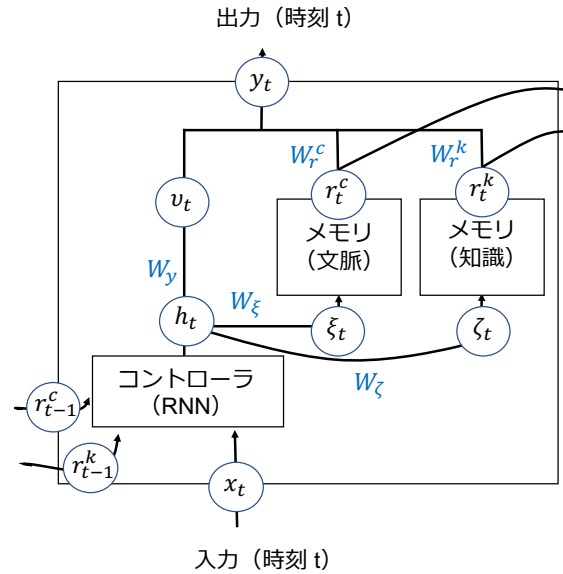 出力（時刻 t）
y_t
W_r^c
W_r^k
r_t^c
r_t^k
υ_t
メモリ
（文脈）
メモリ
（知識）
W_y
W_ξ
h_t
ξ_t
ζ_t
W_ζ
コントローラ
(RNN)
r_{t-1}^c
r_{t-1}^k
x_t
入力（時刻 t）